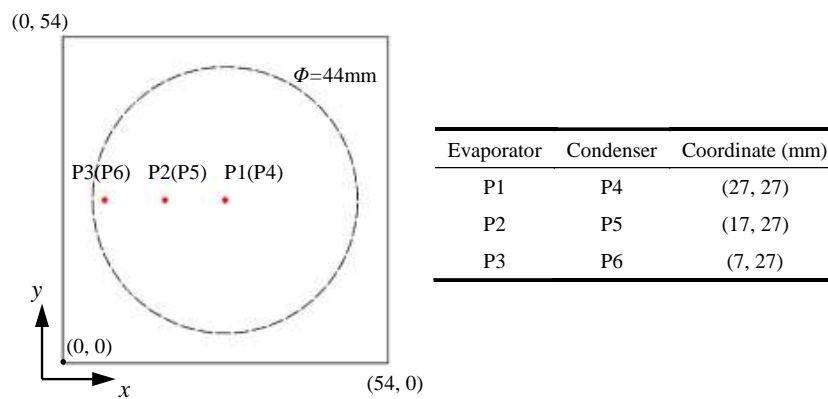 (0, 54)
Φ=44mm
P3(P6) P2(P5) P1(P4)
y
(0, 0)
x
(54, 0)
Evaporator Condenser Coordinate (mm)
P1 P4 (27, 27)
P2 P5 (17, 27)
P3 P6 (7, 27)